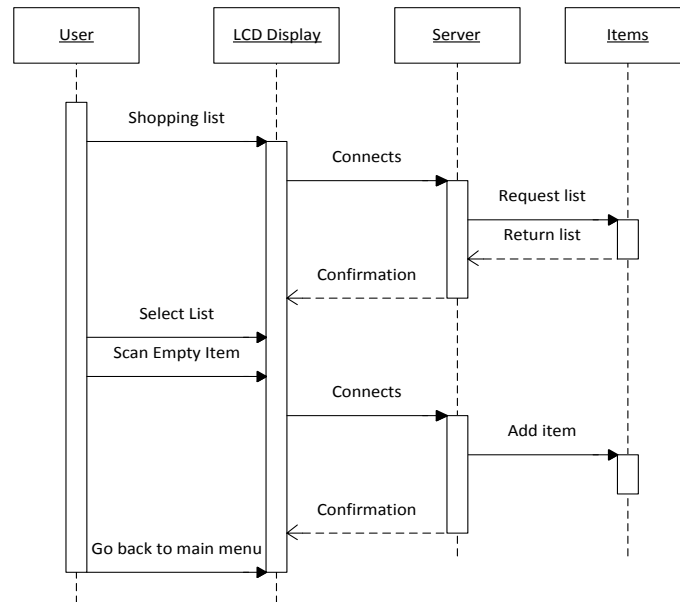 User
LCD Display
Server
Items
Shopping list
Connects
Request list
Return list
Confirmation
Select List
Scan Empty Item
Connects
Add item
Confirmation
Go back to main menu